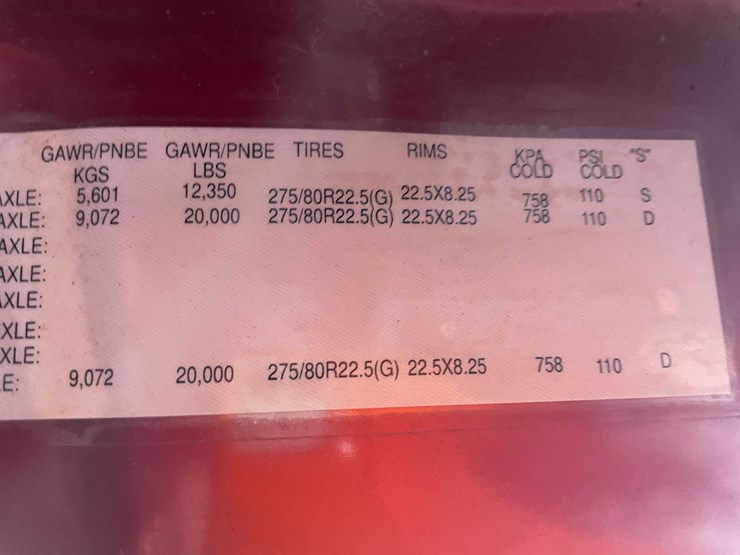 GAWR/PNBE GAWR/PNBE TIRES RIMS KPA PSI "S"
KGS LBS COLD COLD
AXLE: 5,601 12,350 275/80R22.5(G) 22.5X8.25 758 110 S
AXLE: 9,072 20,000 275/80R22.5(G) 22.5X8.25 758 110 D
AXLE:
AXLE:
AXLE:
XLE:
XLE:
E: 9,072 20,000 275/80R22.5(G) 22.5X8.25 758 110 D